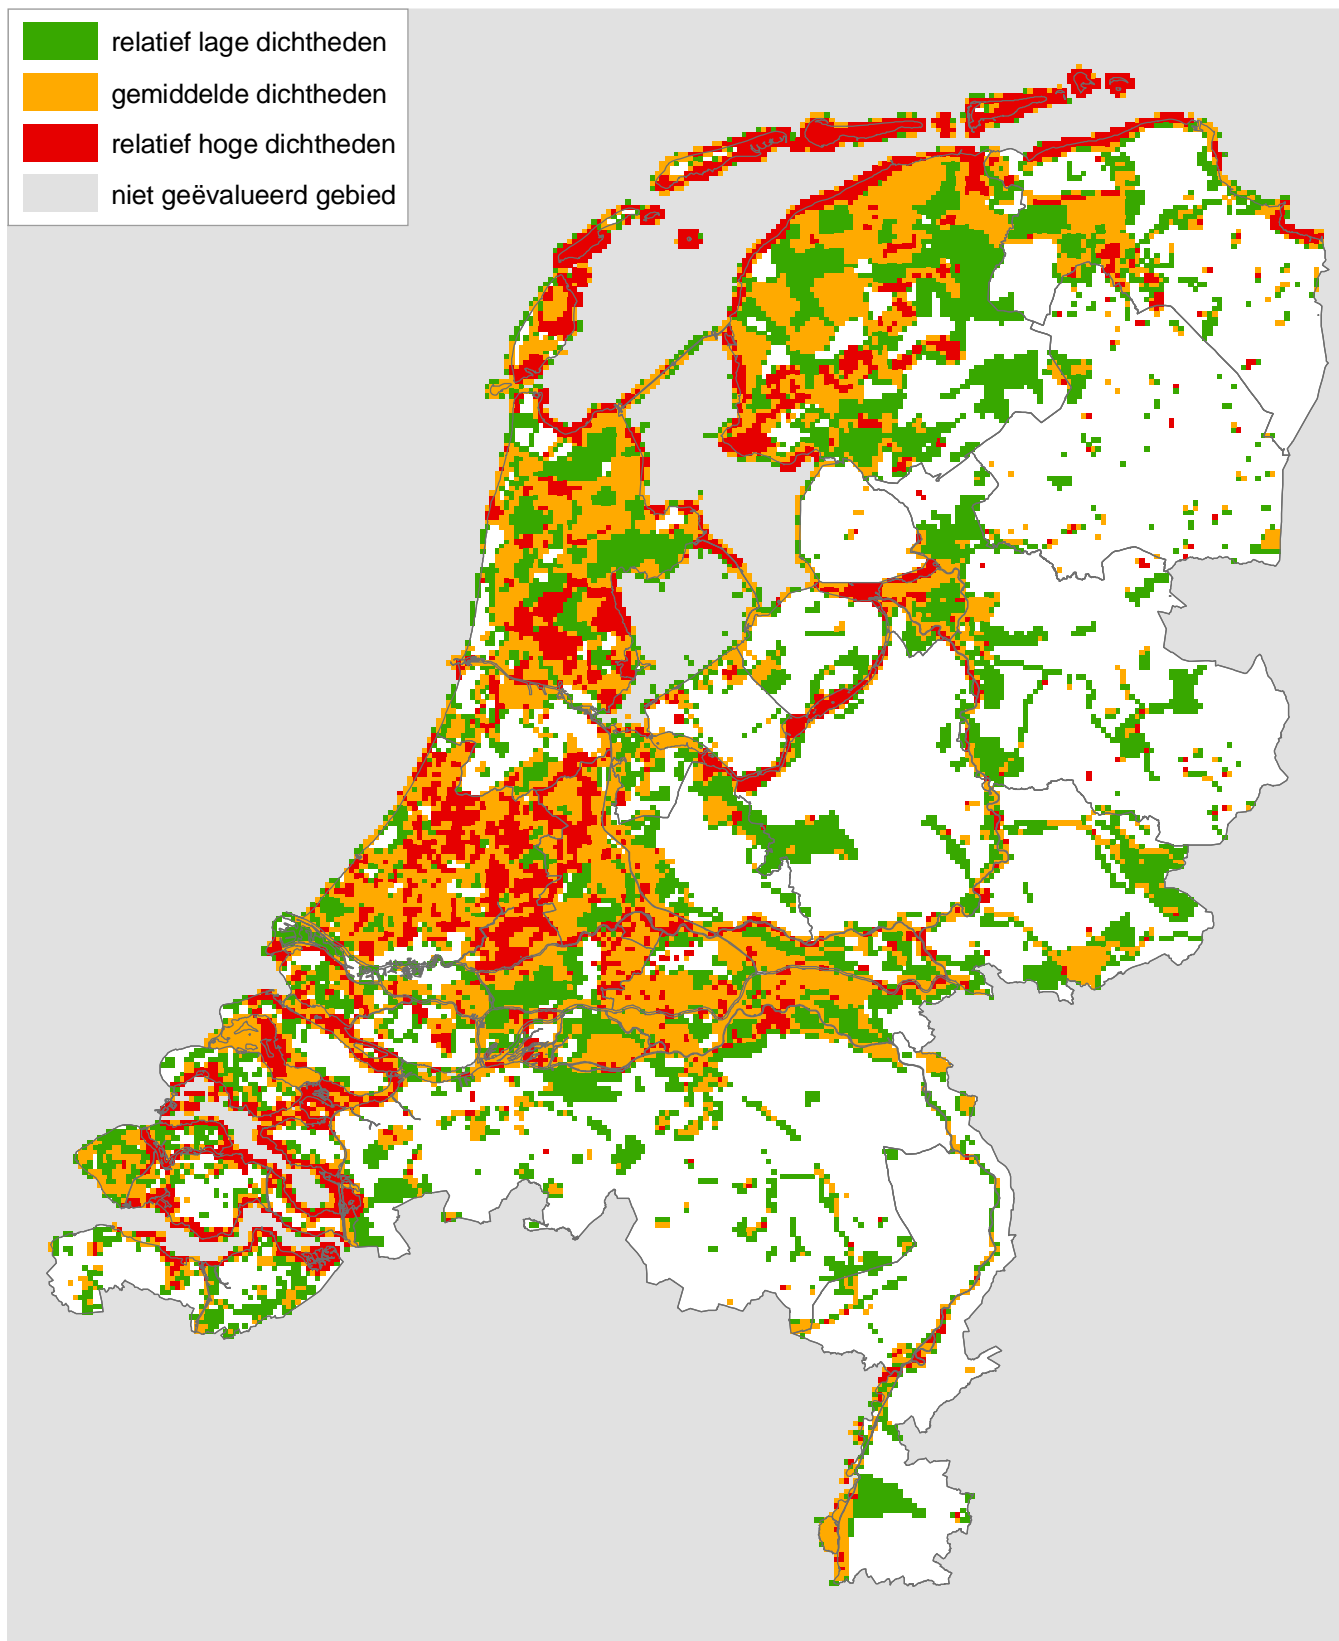 relatief lage dichtheden
gemiddelde dichtheden
relatief hoge dichtheden
niet geëvalueerd gebied